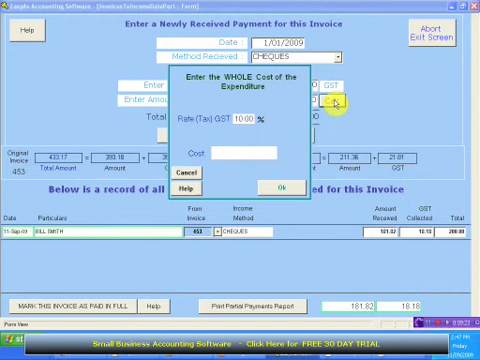 EasyAs Accounting Software - [InvoicesToIncomeDataPart : Form]
Enter a Newly Received Payment for this Invoice
Help
Abort
Exit Screen
Date : 1/01/2009
Method Recieved : CHEQUES
Enter the WHOLE Cost of the
Expenditure
Enter
GST
Enter Amou
Rate (Tax) GST 10.00 %
Total
Cost
Cancel
Help
Ok
Original
Invoice
453
433.17 = 393.18 +
Total Amount
211.36 + 21.81
GST
Below is a record of all
for this Invoice
Date Particulars From Invoice Income Method Amount Received GST Collected Total
11-Sep-09 BILL SMITH 453 CHEQUES 181.82 18.18 200.00
MARK THIS INVOICE AS PAID IN FULL Help Print Partial Payments Report 181.82 18.18
Form View
2:47 PM
Friday
Small Business Accounting Software - Click Here for FREE 30 DAY TRIAL